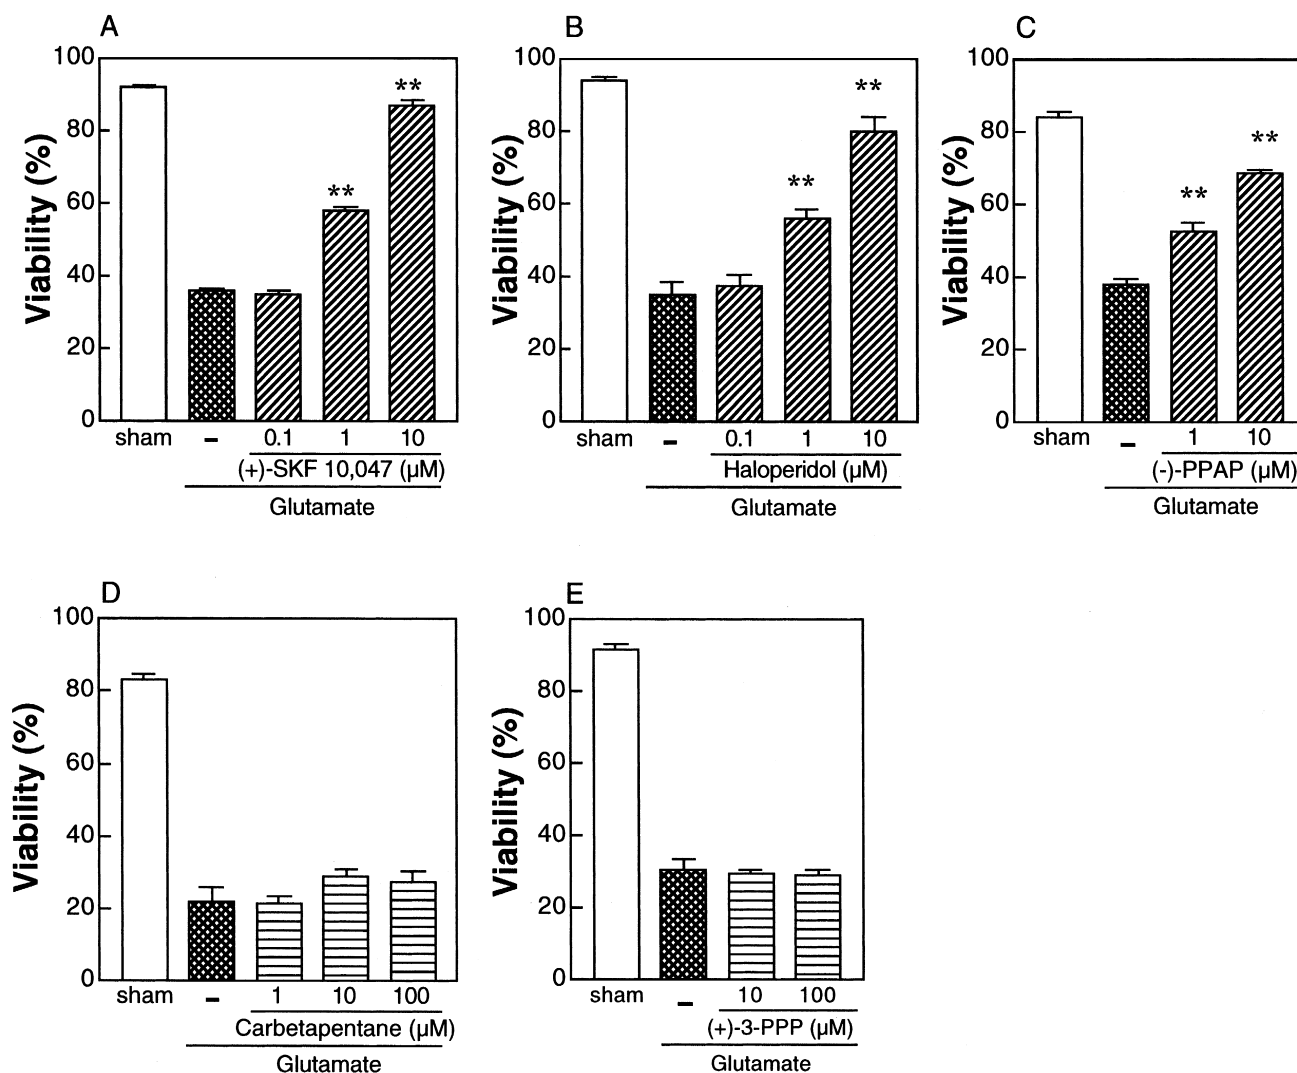 A
Viability (%)
100
80
60
40
20
0
**
**
sham
–
0.1
1
10
(+)-SKF 10,047 (µM)
Glutamate
B
Viability (%)
100
80
60
40
20
0
**
**
sham
–
0.1
1
10
Haloperidol (µM)
Glutamate
C
Viability (%)
100
80
60
40
20
0
**
**
sham
–
1
10
(-)-PPAP (µM)
Glutamate
D
Viability (%)
100
80
60
40
20
0
sham
–
1
10
100
Carbetapentane (µM)
Glutamate
E
Viability (%)
100
80
60
40
20
0
sham
–
10
100
(+)-3-PPP (µM)
Glutamate